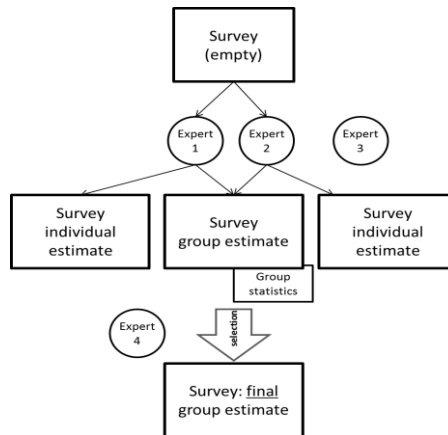 Survey
(empty)
Expert
1
Expert
2
Expert
3
Survey
individual
estimate
Survey
group estimate
Survey
individual
estimate
Group
statistics
selection
Expert
4
Survey: final
group estimate